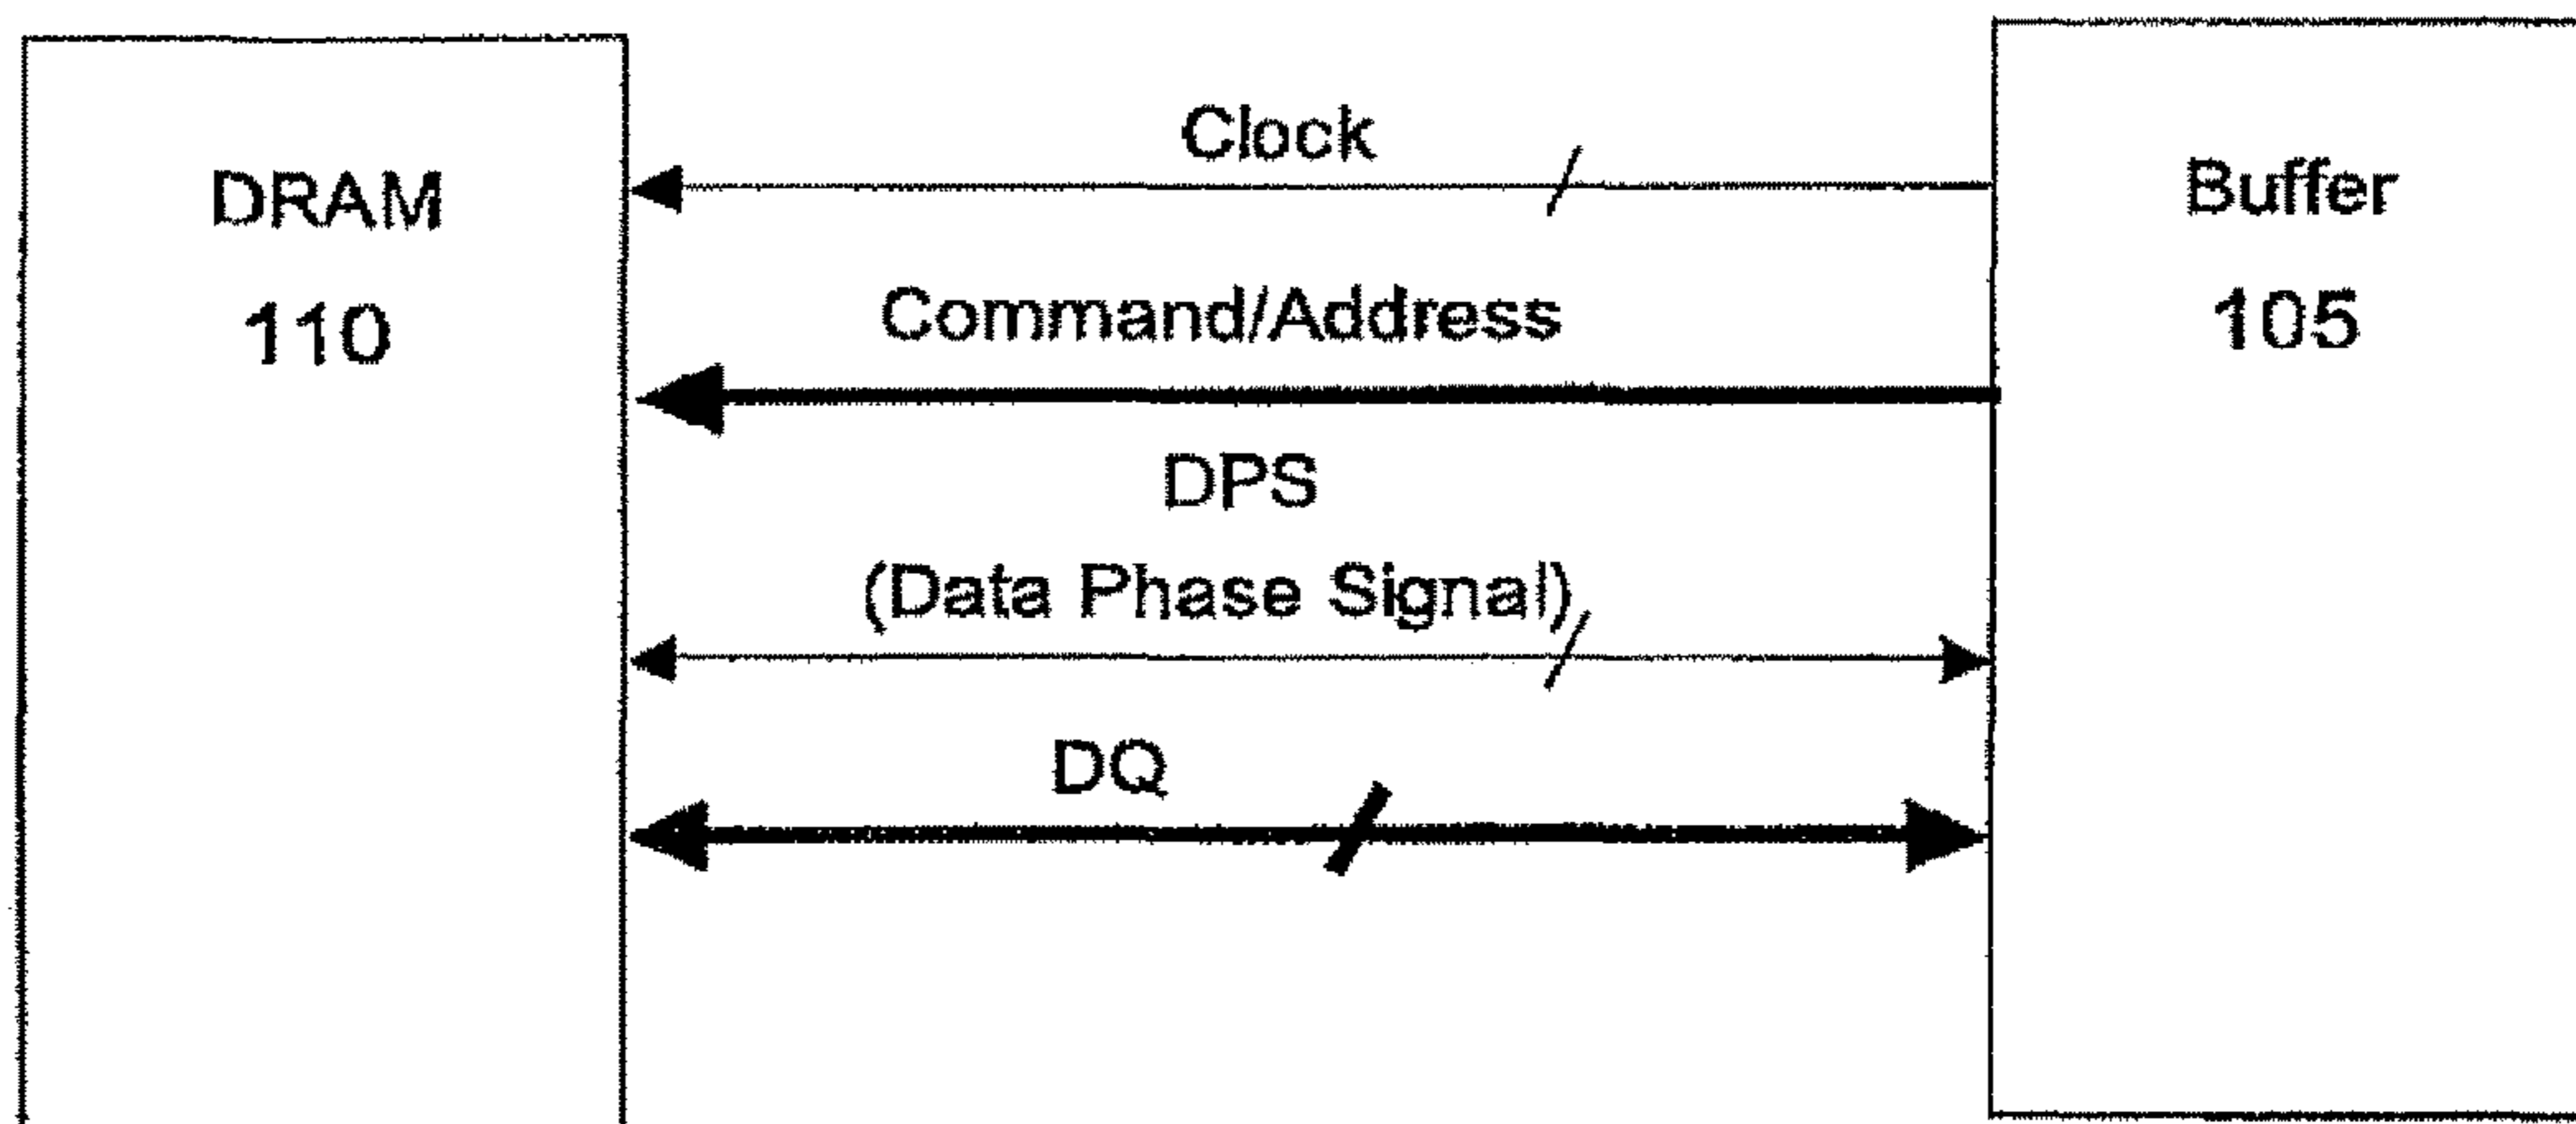 DRAM
110
Clock
Command/Address
DPS
(Data Phase Signal)
DQ
Buffer
105